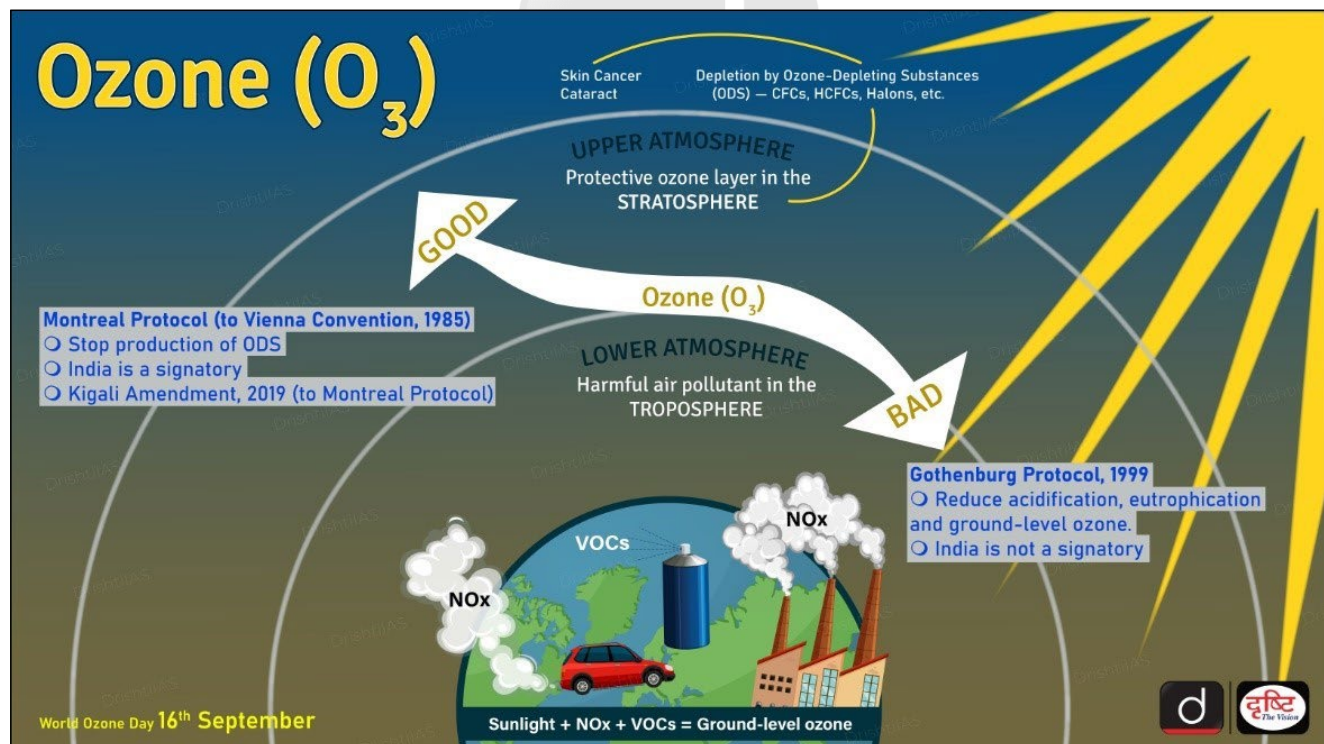 Ozone (O₃)
Skin Cancer
Cataract
Depletion by Ozone-Depleting Substances
(ODS) — CFCs, HCFCs, Halons, etc.
UPPER ATMOSPHERE
Protective ozone layer in the
STRATOSPHERE
GOOD
Ozone (O₃)
BAD
LOWER ATMOSPHERE
Harmful air pollutant in the
TROPOSPHERE
Montreal Protocol (to Vienna Convention, 1985)
❍ Stop production of ODS
❍ India is a signatory
❍ Kigali Amendment, 2019 (to Montreal Protocol)
Gothenburg Protocol, 1999
❍ Reduce acidification, eutrophication
and ground-level ozone.
❍ India is not a signatory
VOCs
NOx
NOx
Sunlight + NOx + VOCs = Ground-level ozone
World Ozone Day 16th September
d
दृष्टि
The Vision
DrishtiIAS